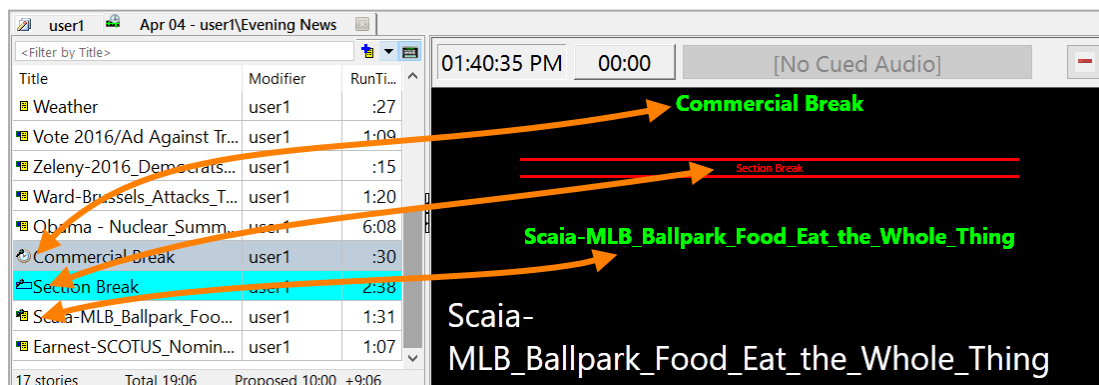 user1 Apr 04 - user1\Evening News
<Filter by Title>
Title Modifier RunTi...
Weather user1 :27
Vote 2016/Ad Against Tr... user1 1:09
Zeleny-2016_Democrats... user1 :15
Ward-Brussels_Attacks_T... user1 1:20
Obama - Nuclear_Summ... user1 6:08
Commercial Break user1 :30
Section Break user1 2:38
Scaia-MLB_Ballpark_Foo... user1 1:31
Earnest-SCOTUS_Nomin... user1 1:07
17 stories Total 19:06 Proposed 10:00 +9:06
01:40:35 PM 00:00 [No Cued Audio]
Commercial Break
Section Break
Scaia-MLB_Ballpark_Food_Eat_the_Whole_Thing
Scaia-
MLB_Ballpark_Food_Eat_the_Whole_Thing